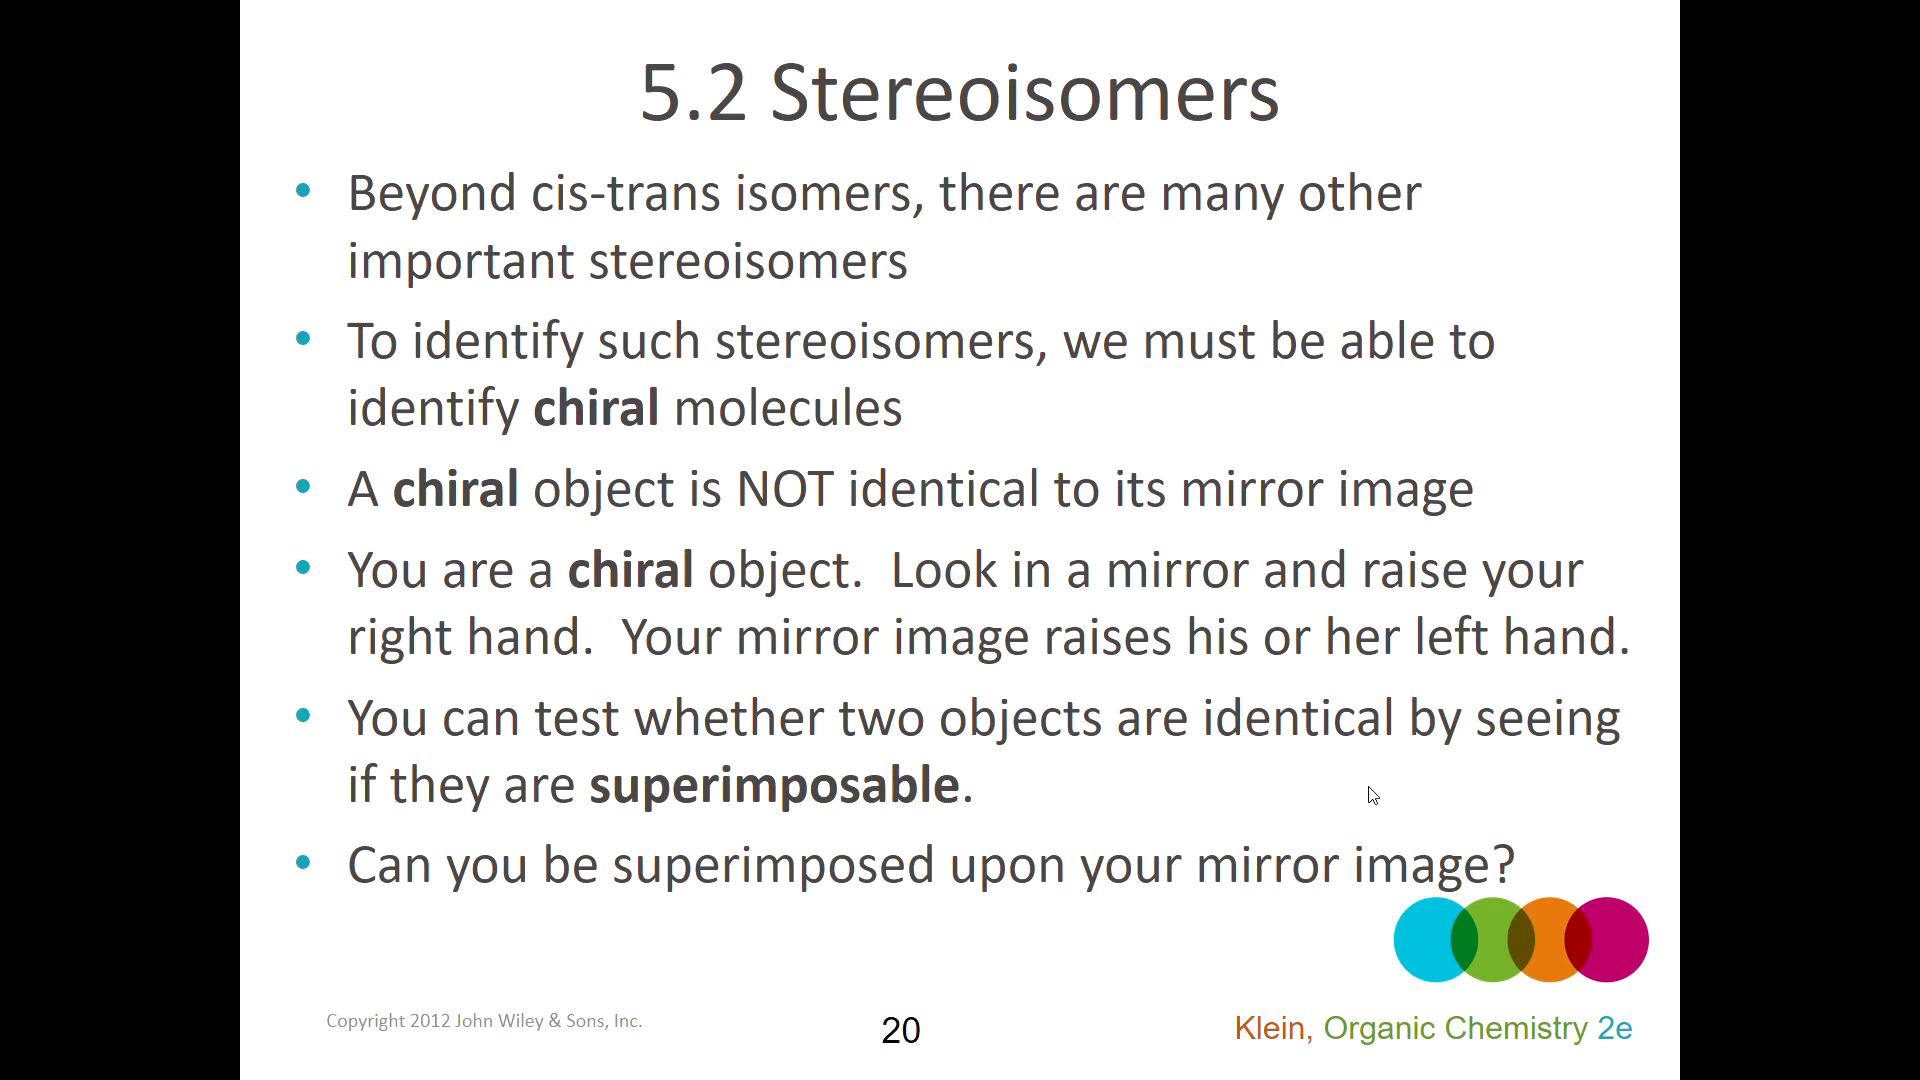 5.2 Stereoisomers
• Beyond cis-trans isomers, there are many other
important stereoisomers
• To identify such stereoisomers, we must be able to
identify chiral molecules
• A chiral object is NOT identical to its mirror image
• You are a chiral object.  Look in a mirror and raise your
right hand.  Your mirror image raises his or her left hand.
• You can test whether two objects are identical by seeing
if they are superimposable.
• Can you be superimposed upon your mirror image?
Copyright 2012 John Wiley & Sons, Inc.
20
Klein, Organic Chemistry 2e